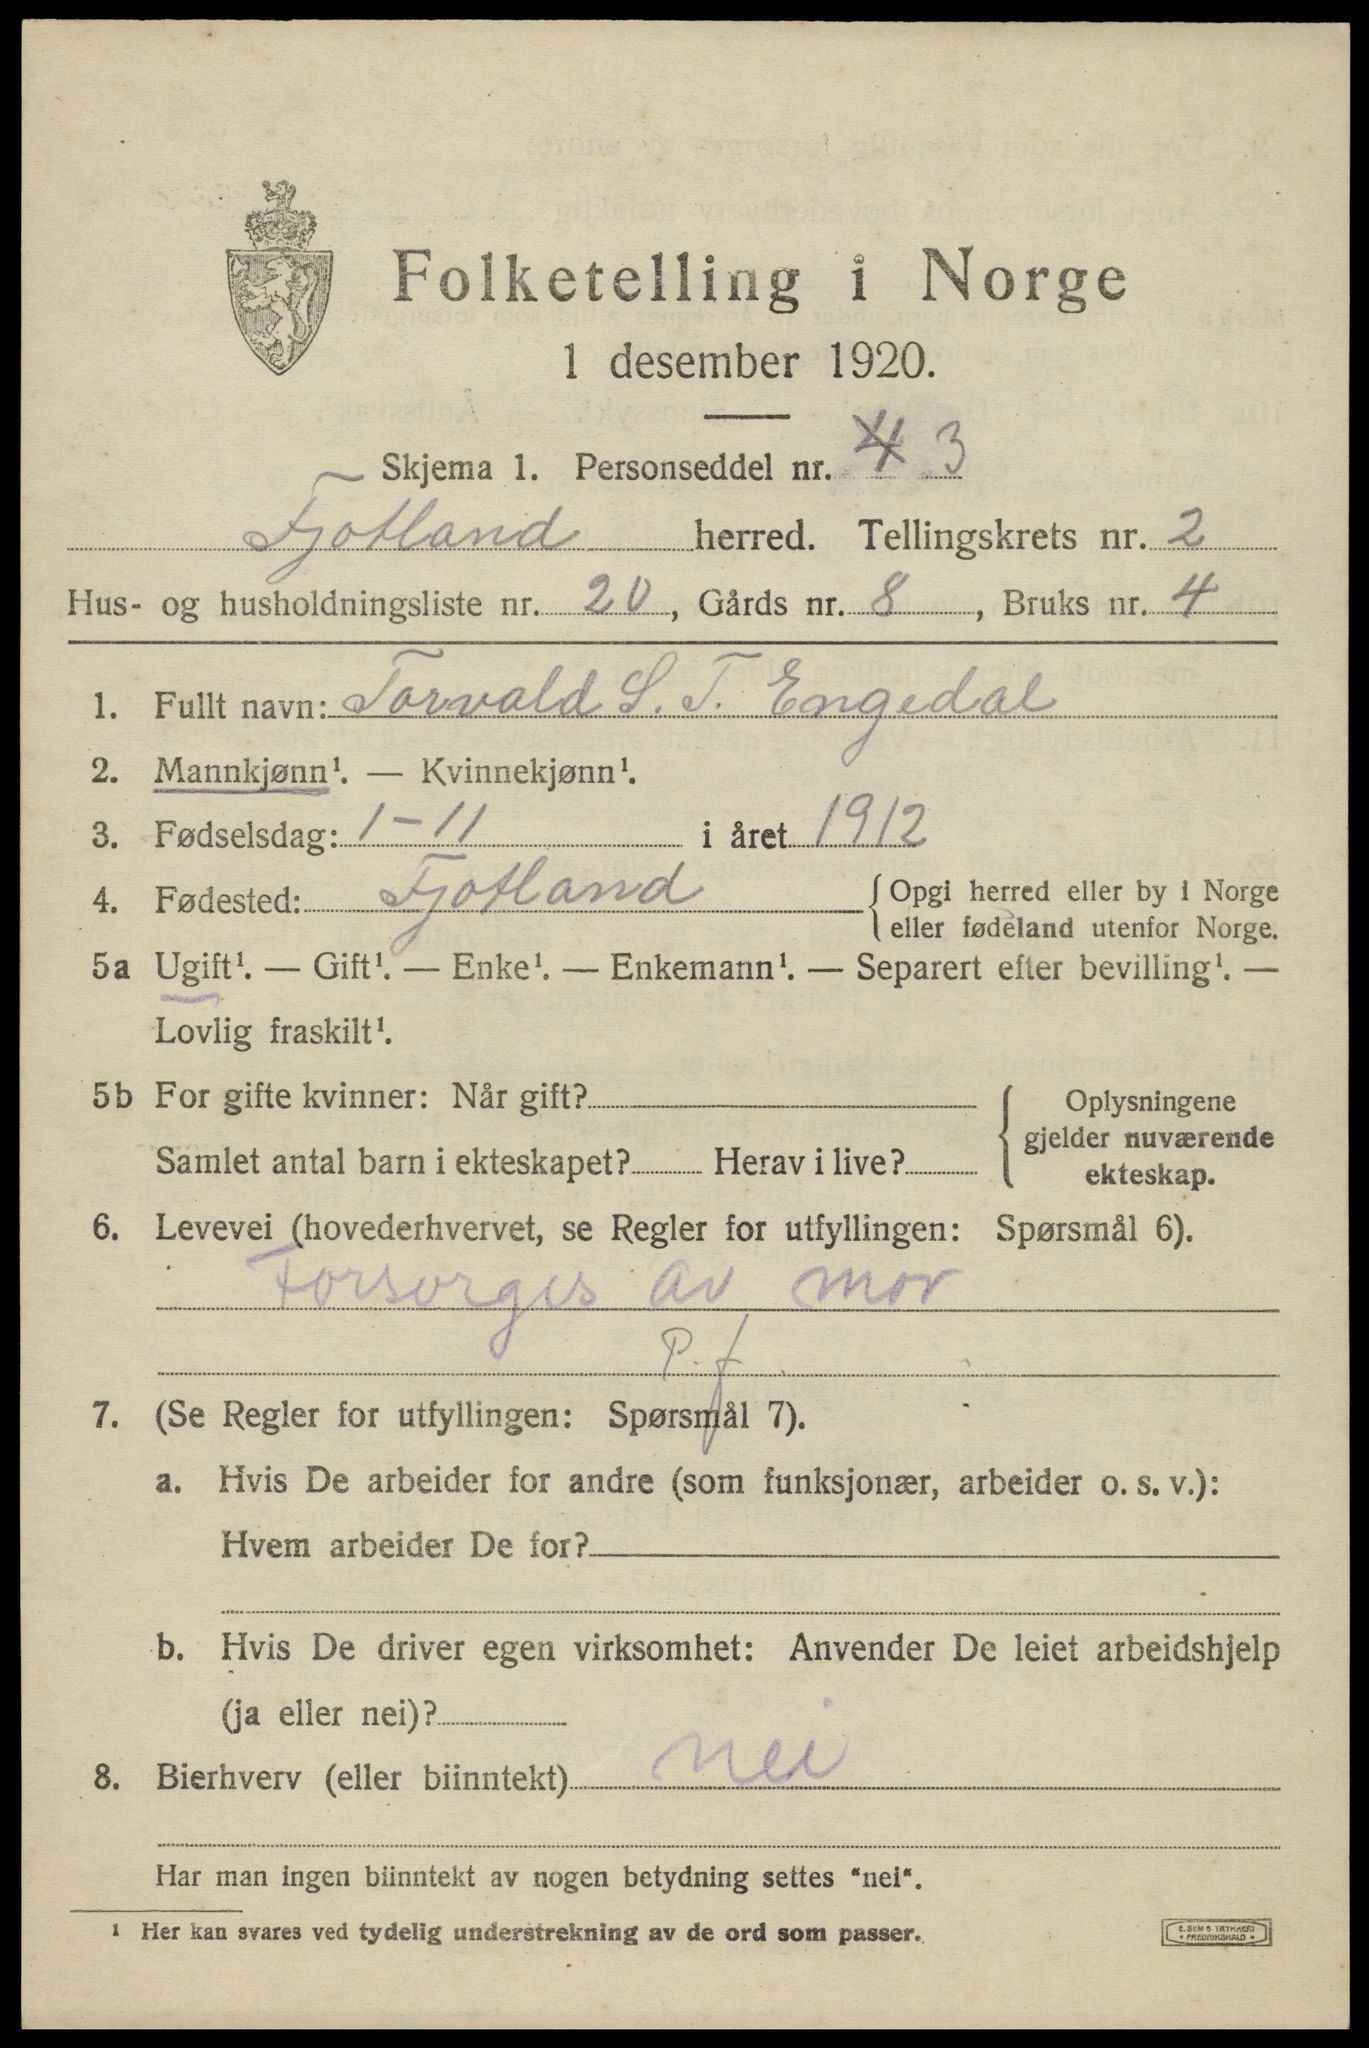 Folketelling i Norge
1 desember 1920.
Skjema 1. Personseddel nr. 4 3
Fjotland herred. Tellingskrets nr. 2
Hus- og husholdningsliste nr. 20, Gårds nr. 8, Bruks nr. 4
1. Fullt navn: Torvald S. T. Engedal
2. Mannkjønn¹. — Kvinnekjønn¹.
3. Fødselsdag: 1-11 i året 1912
4. Fødested: Fjotland { Opgi herred eller by i Norge
eller fødeland utenfor Norge.
5a Ugift¹. — Gift¹. — Enke¹. — Enkemann¹. — Separert efter bevilling¹. —
Lovlig fraskilt¹.
5b For gifte kvinner: Når gift? { Oplysningene
gjelder nuværende
Samlet antal barn i ekteskapet? Herav i live?
ekteskap.
6. Levevei (hovederhvervet, se Regler for utfyllingen: Spørsmål 6).
Forsorges av mor
P. f.
7. (Se Regler for utfyllingen: Spørsmål 7).
a. Hvis De arbeider for andre (som funksjonær, arbeider o. s. v.):
Hvem arbeider De for?
b. Hvis De driver egen virksomhet: Anvender De leiet arbeidshjelp
(ja eller nei)?
8. Bierhverv (eller biinntekt) nei
Har man ingen biinntekt av nogen betydning settes "nei".
¹ Her kan svares ved tydelig understrekning av de ord som passer.
E. SEMS TRYKKERI
FREDRIKSHALD